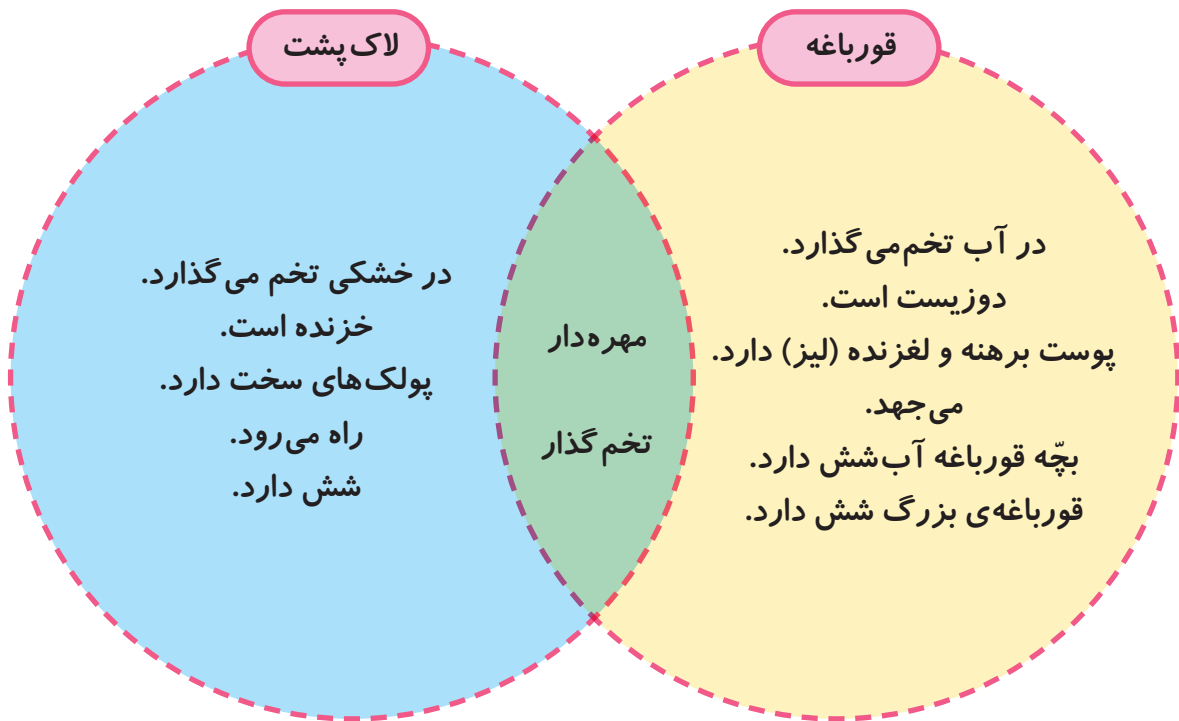 قورباغه
در آب تخم‌می‌گذارد.
دوزیست است.
پوست برهنه و لغزنده (لیز) دارد.
می‌جهد.
بچّه قورباغه آب‌شش دارد.
قورباغه‌ی بزرگ شش دارد.
مهره‌دار
تخم‌گذار
لاک‌پشت
در خشکی تخم می‌گذارد.
خزنده است.
پولک‌های سخت دارد.
راه می‌رود.
شش دارد.